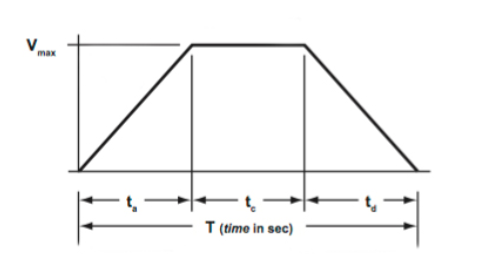 Vmax
ta tc td
T (time in sec)